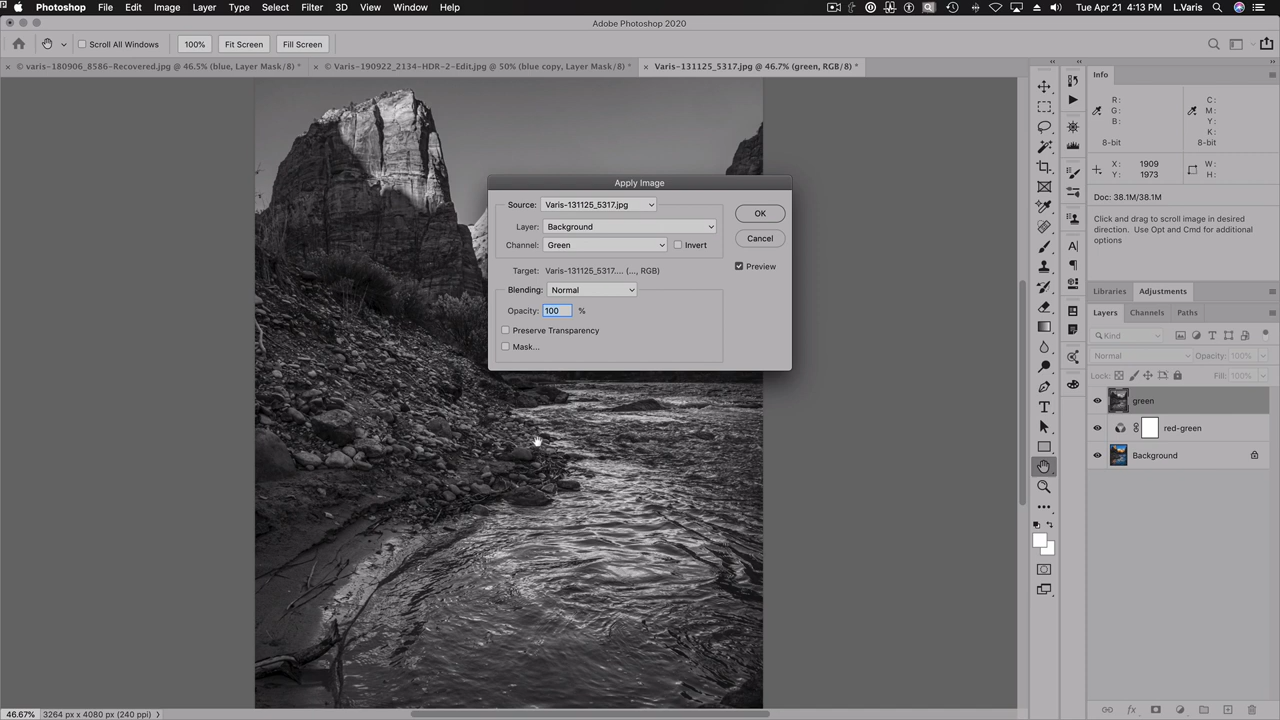 Photoshop File Edit Image Layer Type Select Filter 3D View Window Help Tue Apr 21 4:13 PM L.Varis
Adobe Photoshop 2020
Scroll All Windows 100% Fit Screen Fill Screen
× © varis-180906_8586-Recovered.jpg @ 46.5% (blue, Layer Mask/8) * × © Varis-190922_2134-HDR-2-Edit.jpg @ 50% (blue copy, Layer Mask/8) * × Varis-131125_5317.jpg @ 46.7% (green, RGB/8) *
Info
R: C:
G: M:
B: Y:
K:
8-bit 8-bit
X: 1909 W:
Y: 1973 H:
Doc: 38.1M/38.1M
Click and drag to scroll image in desired
direction. Use Opt and Cmd for additional
options
Apply Image
Source: Varis-131125_5317.jpg
Layer: Background
Channel: Green Invert
Target: Varis-131125_5317.... (..., RGB)
Blending: Normal
Opacity: 100 %
Preserve Transparency
Mask...
OK
Cancel
Preview
Libraries Adjustments
Layers Channels Paths
Kind
Normal Opacity: 100%
Lock: Fill: 100%
green
red-green
Background
46.67% 3264 px x 4080 px (240 ppi)